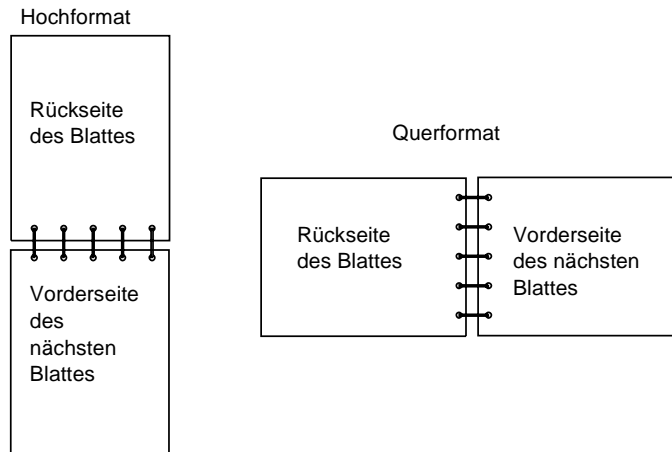 Hochformat
Rückseite
des Blattes
Vorderseite
des
nächsten
Blattes
Querformat
Rückseite
des Blattes
Vorderseite
des nächsten
Blattes